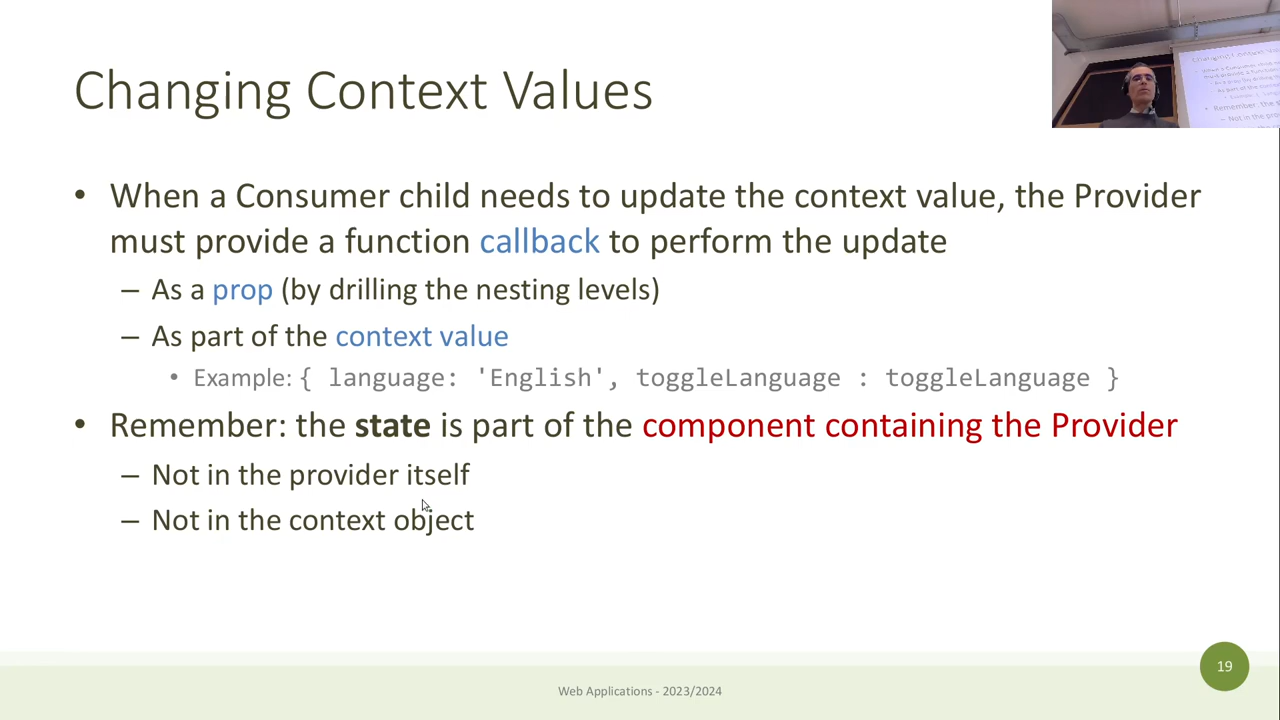 Changing Context Values
• When a Consumer child needs to update the context value, the Provider
must provide a function callback to perform the update
– As a prop (by drilling the nesting levels)
– As part of the context value
• Example: { language: 'English', toggleLanguage : toggleLanguage }
• Remember: the state is part of the component containing the Provider
– Not in the provider itself
– Not in the context object
19
Web Applications - 2023/2024